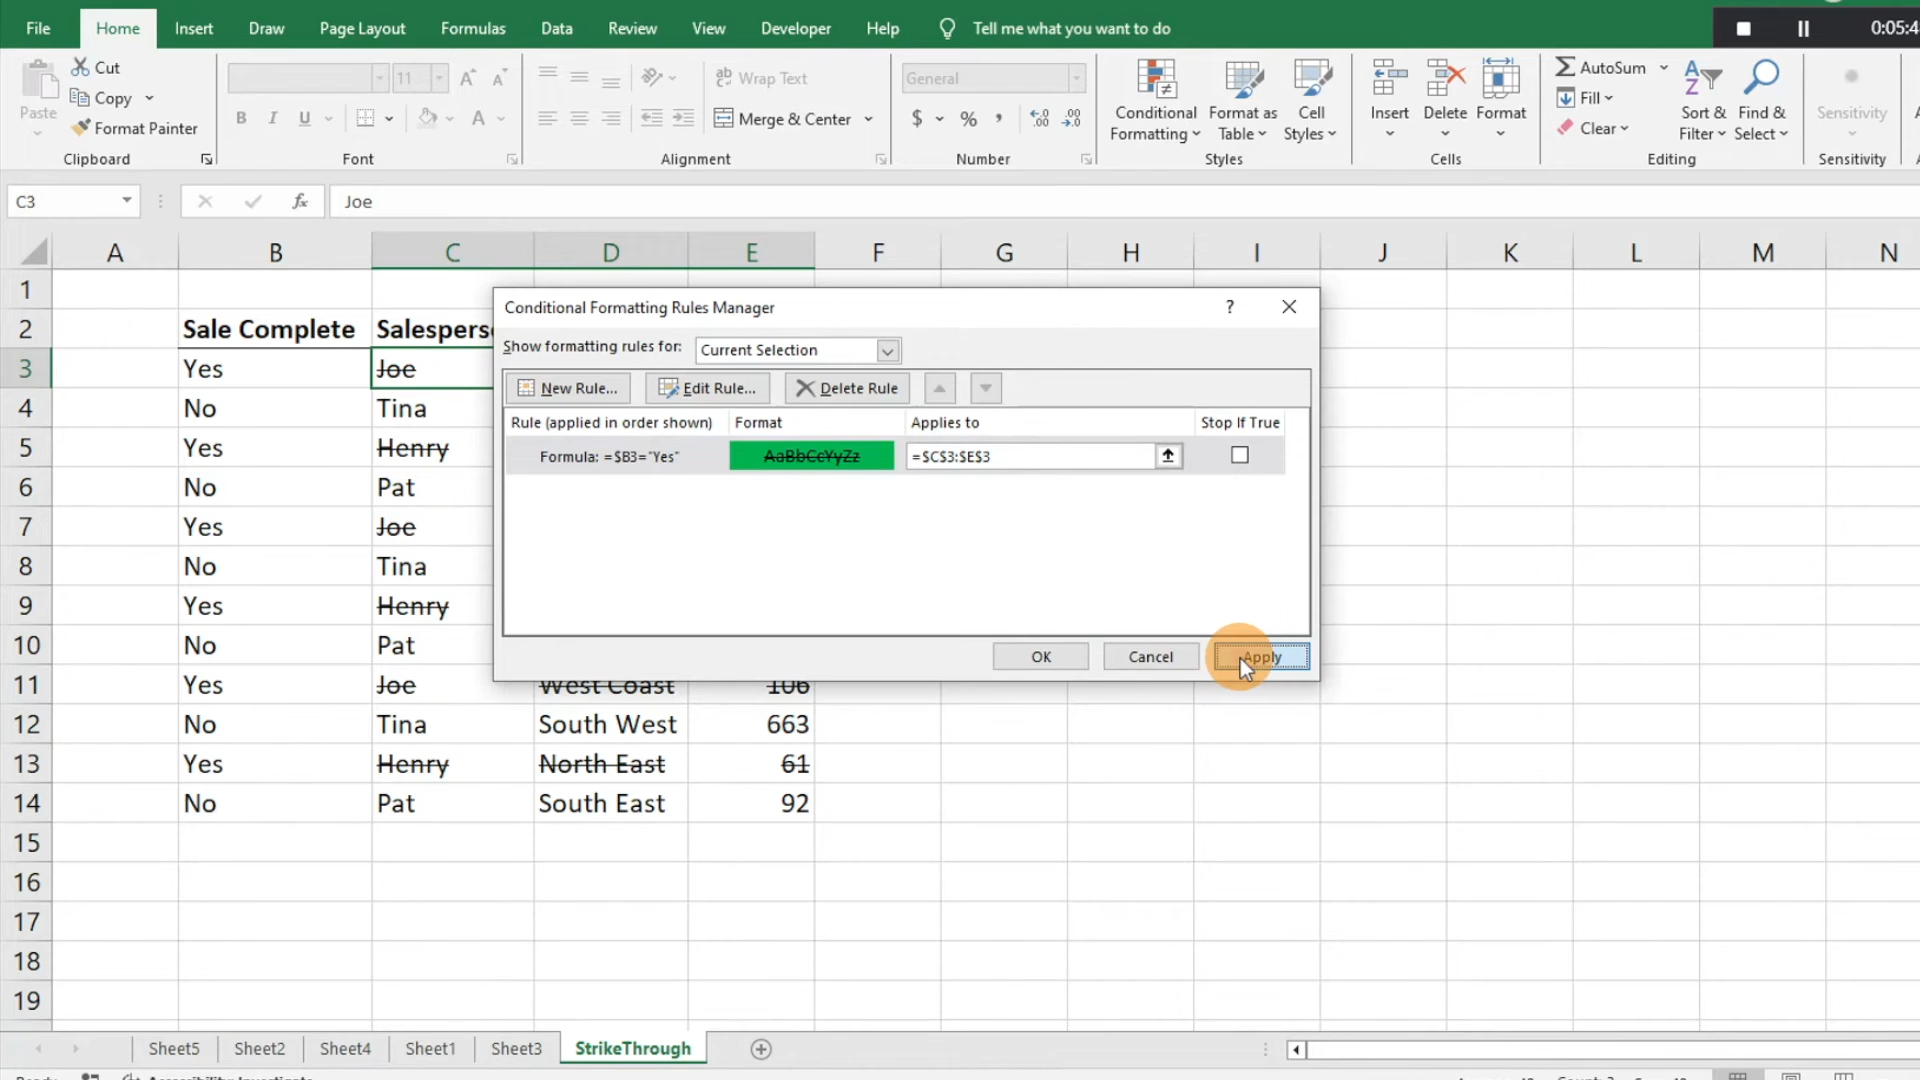 File Home Insert Draw Page Layout Formulas Data Review View Developer Help Tell me what you want to do 0:05:4
Cut
Copy
Format Painter
Paste
Clipboard
11
B I U A
Font
ab Wrap Text
Merge & Center
Alignment
General
$ % ,
Number
Conditional Formatting
Format as Table
Cell Styles
Styles
Insert Delete Format
Cells
AutoSum
Fill
Clear
Sort & Filter
Find & Select
Editing
Sensitivity
Sensitivity
C3 fx Joe
A B C D E F G H I J K L M N
1
2 Sale Complete Salesperso
3 Yes Joe
4 No Tina
5 Yes Henry
6 No Pat
7 Yes Joe
8 No Tina
9 Yes Henry
10 No Pat
11 Yes Joe West Coast 106
12 No Tina South West 663
13 Yes Henry North East 61
14 No Pat South East 92
15
16
17
18
19
Conditional Formatting Rules Manager ?
Show formatting rules for: Current Selection
New Rule... Edit Rule... Delete Rule
Rule (applied in order shown) Format Applies to Stop If True
Formula: =$B3="Yes" AaBbCcYyZz =$C$3:$E$3
OK Cancel Apply
Sheet5 Sheet2 Sheet4 Sheet1 Sheet3 StrikeThrough